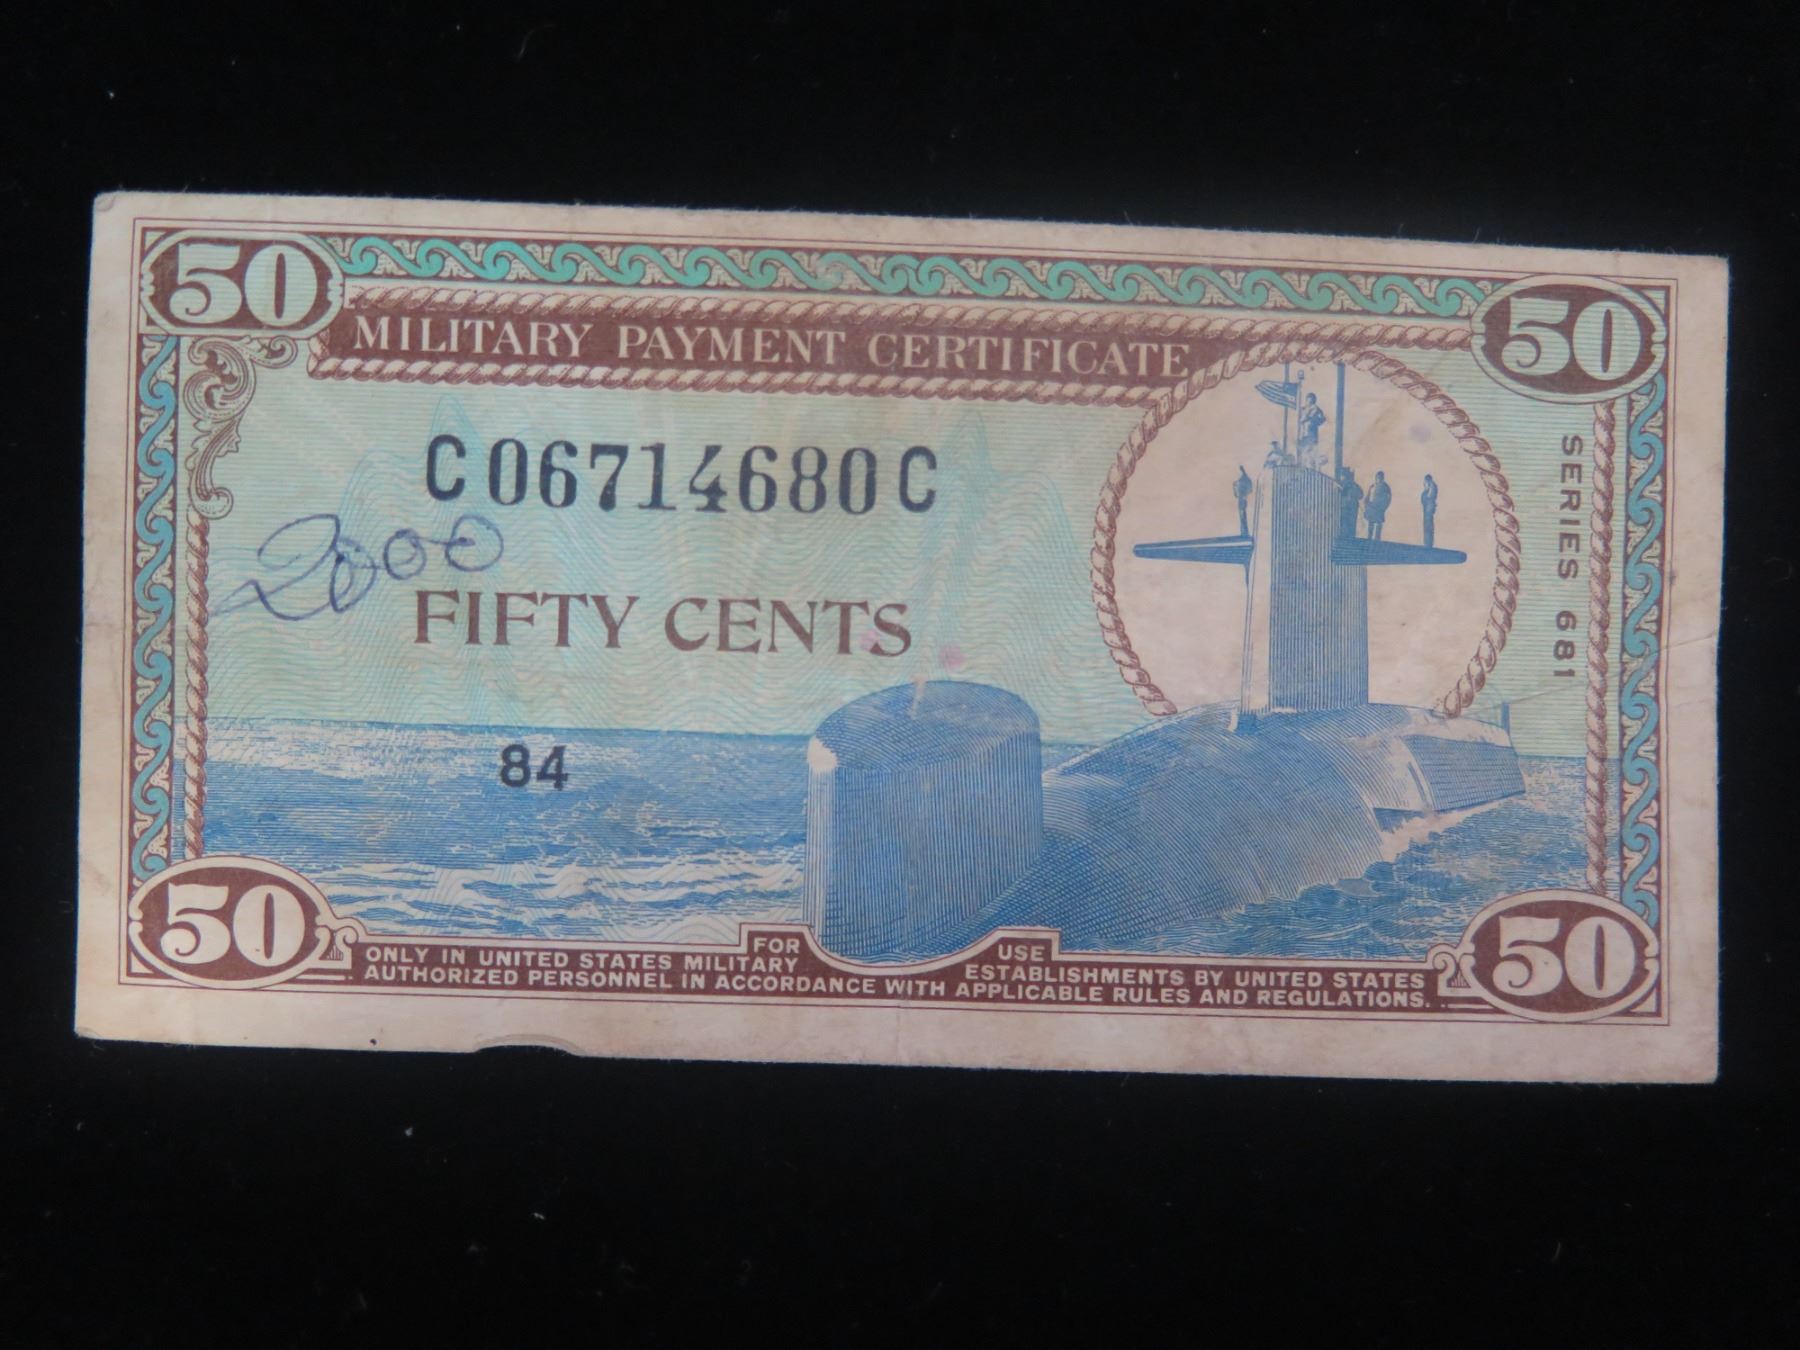 50
50
MILITARY PAYMENT CERTIFICATE
C06714680C
SERIES 681
2000
FIFTY CENTS
84
50
50
FOR USE
ONLY IN UNITED STATES MILITARY ESTABLISHMENTS BY UNITED STATES
AUTHORIZED PERSONNEL IN ACCORDANCE WITH APPLICABLE RULES AND REGULATIONS.